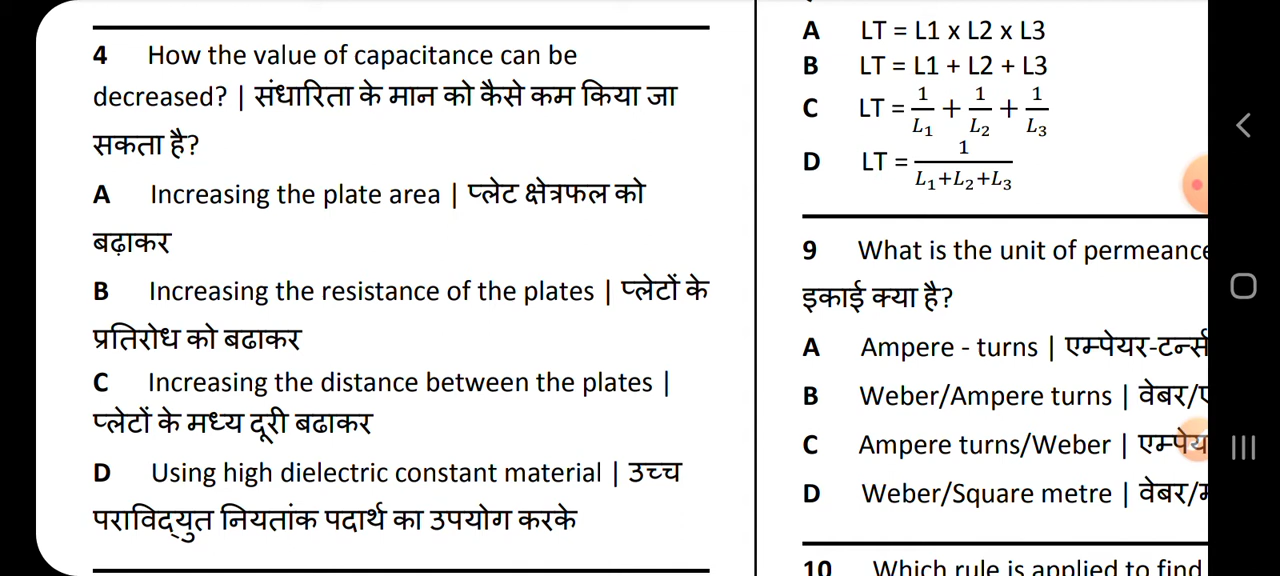 4 How the value of capacitance can be
decreased? | संधारिता के मान को कैसे कम किया जा
सकता है?
A Increasing the plate area | प्लेट क्षेत्रफल को
बढ़ाकर
B Increasing the resistance of the plates | प्लेटों के
प्रतिरोध को बढाकर
C Increasing the distance between the plates |
प्लेटों के मध्य दूरी बढाकर
D Using high dielectric constant material | उच्च
पराविद्युत नियतांक पदार्थ का उपयोग करके
A LT = L1 x L2 x L3
B LT = L1 + L2 + L3
C LT = 1/L₁ + 1/L₂ + 1/L₃
D LT = 1/(L₁+L₂+L₃)
9 What is the unit of permeance
इकाई क्या है?
A Ampere - turns | एम्पेयर-टर्न्स
B Weber/Ampere turns | वेबर/
C Ampere turns/Weber |
D Weber/Square metre | वेबर/
10 Which rule is applied to find